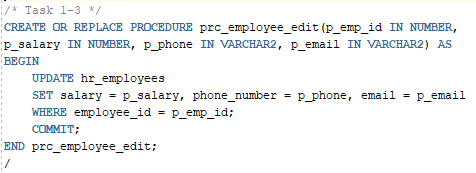 /* Task 1-3 */
CREATE OR REPLACE PROCEDURE prc_employee_edit(p_emp_id IN NUMBER,
p_salary IN NUMBER, p_phone IN VARCHAR2, p_email IN VARCHAR2) AS
BEGIN
    UPDATE hr_employees
    SET salary = p_salary, phone_number = p_phone, email = p_email
    WHERE employee_id = p_emp_id;
    COMMIT;
END prc_employee_edit;
/